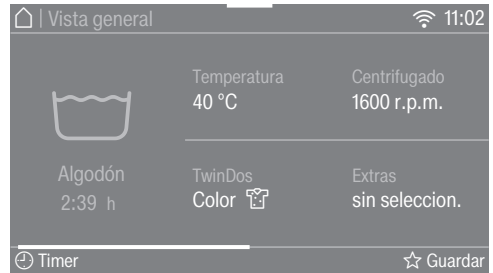 | Vista general
11:02
Temperatura
40 °C
Centrifugado
1600 r.p.m.
Algodón
2:39 h
TwinDos
Color
Extras
sin seleccion.
Timer
Guardar